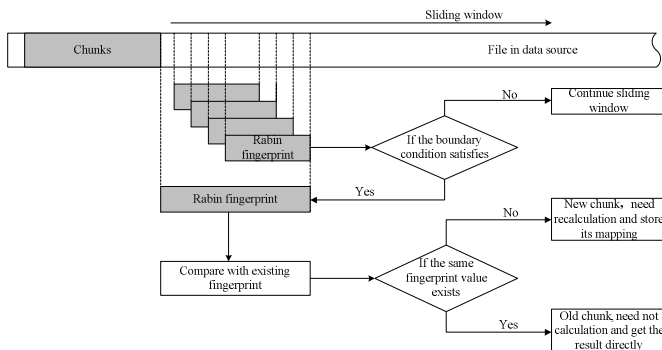 Sliding window
Chunks
File in data source
No
Continue sliding
window
Rabin
fingerprint
If the boundary
condition satisfies
Yes
Rabin fingerprint
No
New chunk, need
recalculation and store
its mapping
Compare with existing
fingerprint
If the same
fingerprint value
exists
Yes
Old chunk, need not
calculation and get the
result directly